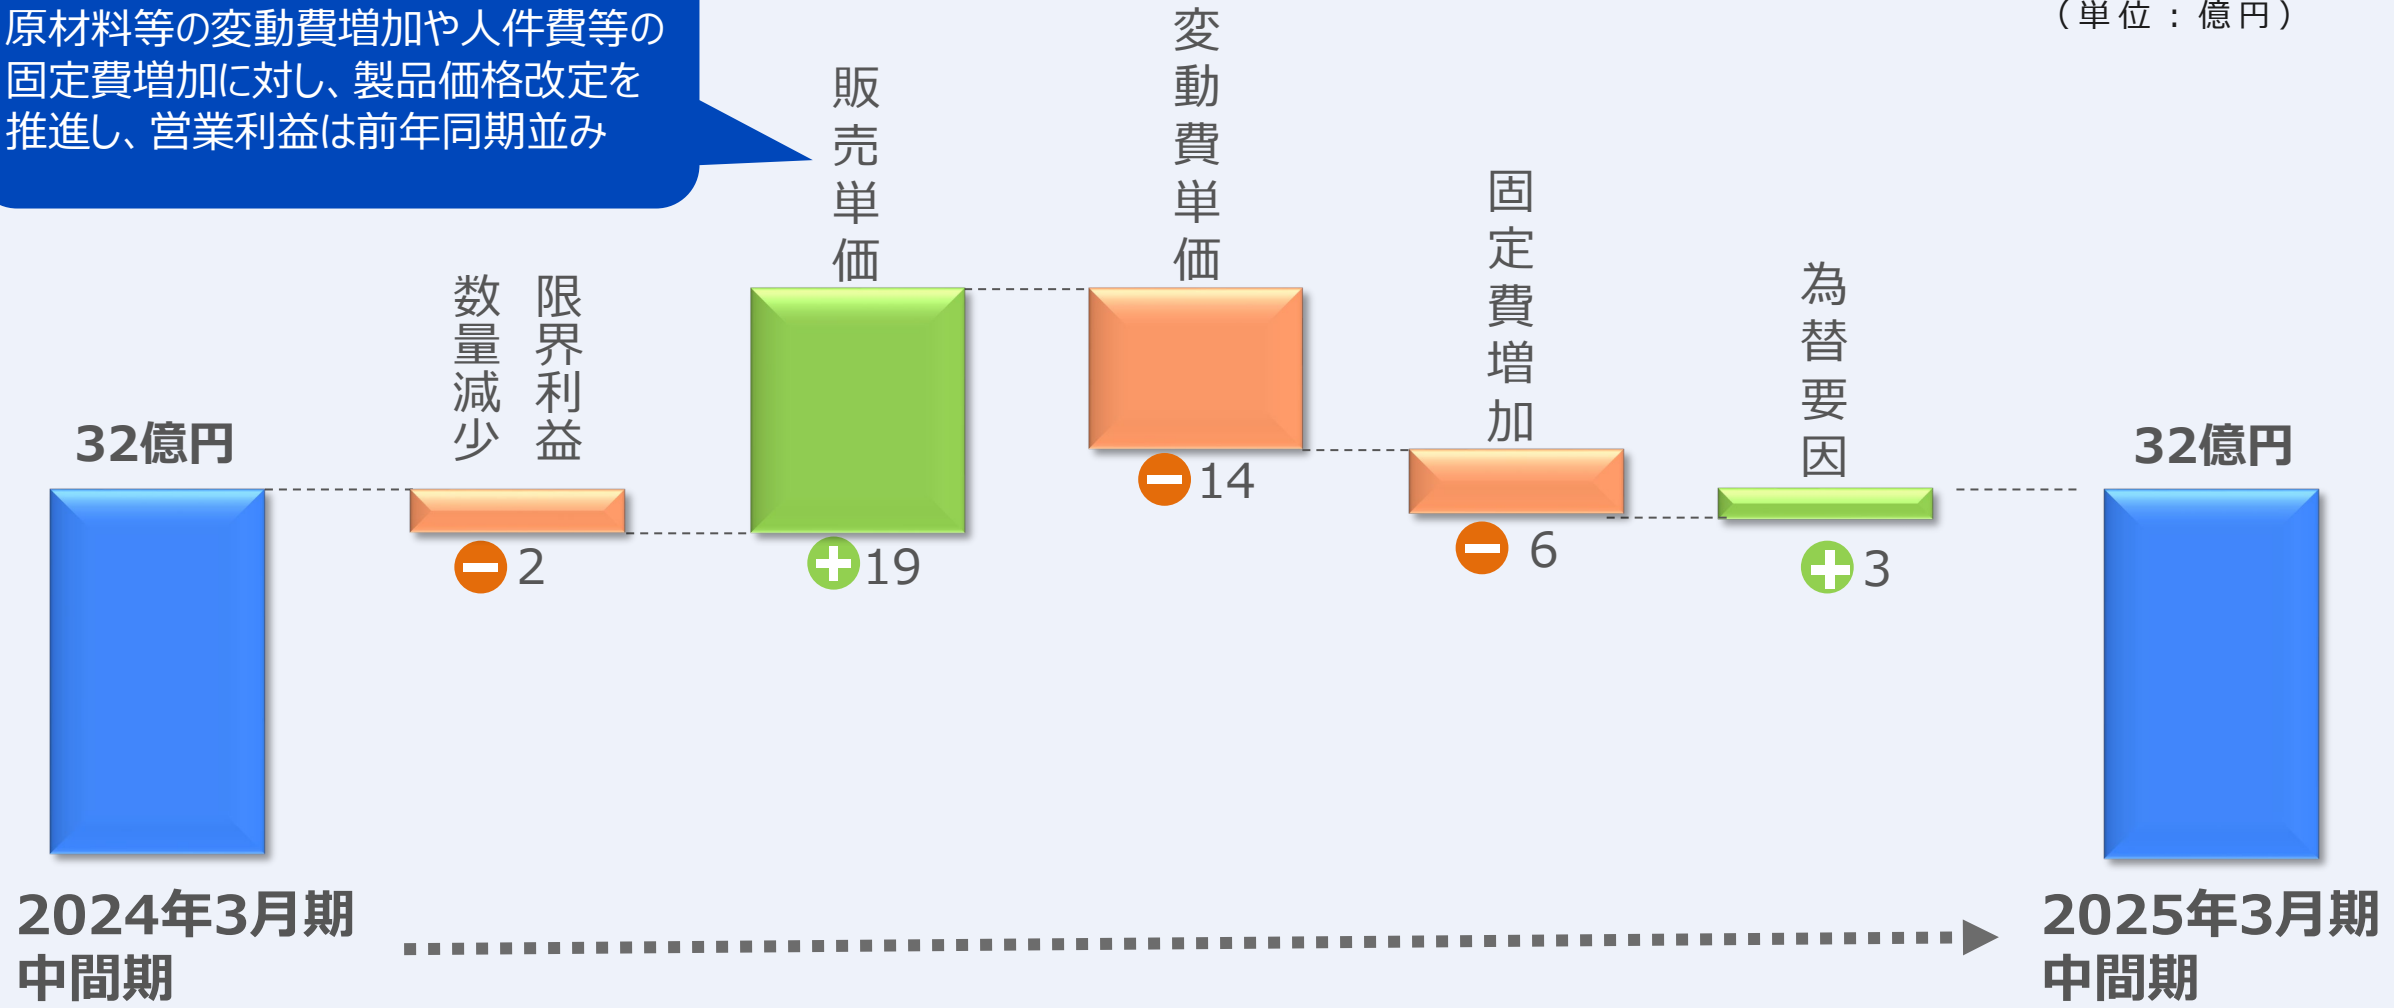 原材料等の変動費増加や人件費等の
固定費増加に対し、製品価格改定を
推進し、営業利益は前年同期並み
（単位：億円）
32億円
限界利益
数量減少
2
販売単価
19
変動費単価
14
固定費増加
6
為替要因
3
32億円
2024年3月期
中間期
2025年3月期
中間期